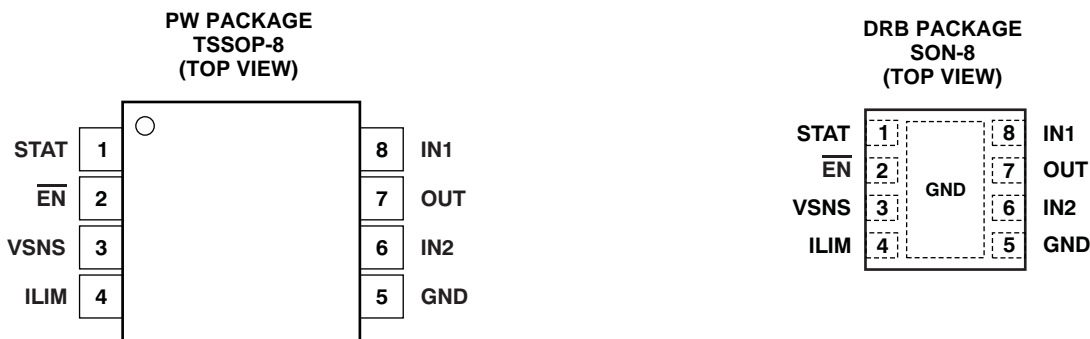 PW PACKAGE
TSSOP-8
(TOP VIEW)
STAT 1 8 IN1
EN 2 7 OUT
VSNS 3 6 IN2
ILIM 4 5 GND
DRB PACKAGE
SON-8
(TOP VIEW)
STAT 1 8 IN1
EN 2 7 OUT
GND
VSNS 3 6 IN2
ILIM 4 5 GND